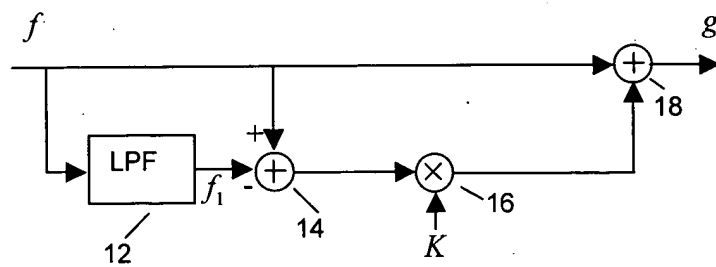 f
g
+
18
+
LPF
+
×
-
f₁
14
16
12
K